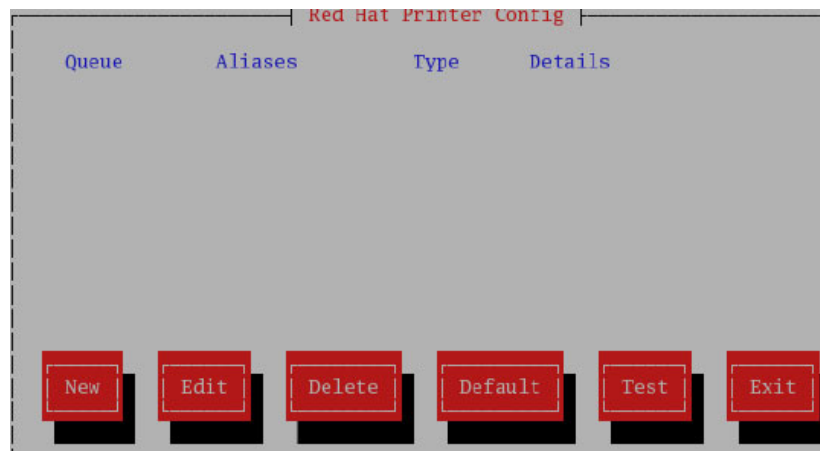 Red Hat Printer Config
Queue Aliases Type Details
New Edit Delete Default Test Exit